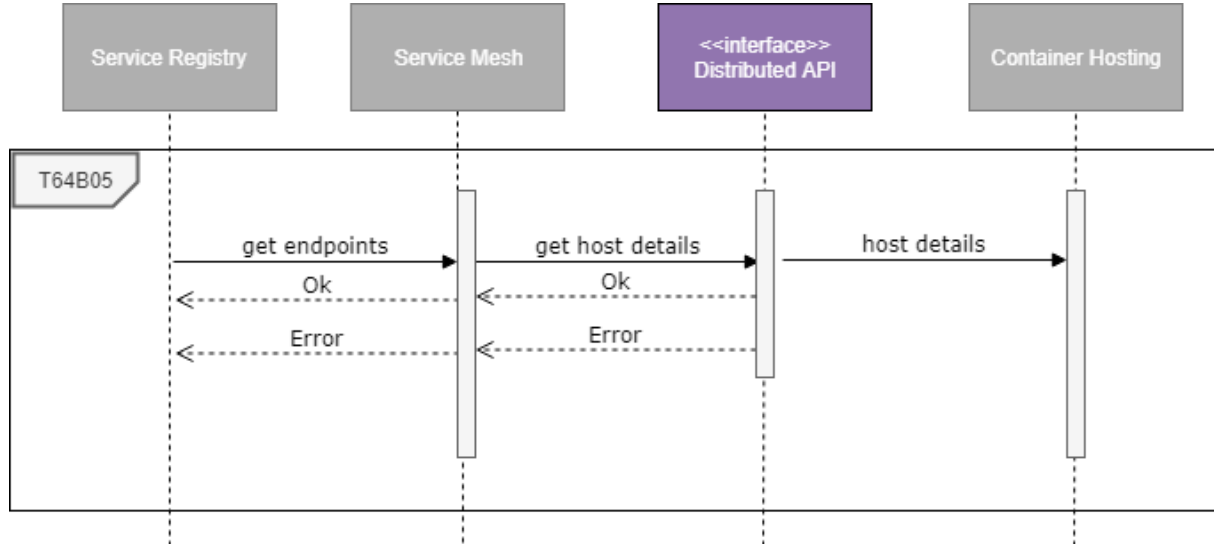 Service Registry
Service Mesh
<<interface>>
Distributed API
Container Hosting
T64B05
get endpoints
get host details
host details
Ok
Ok
Error
Error